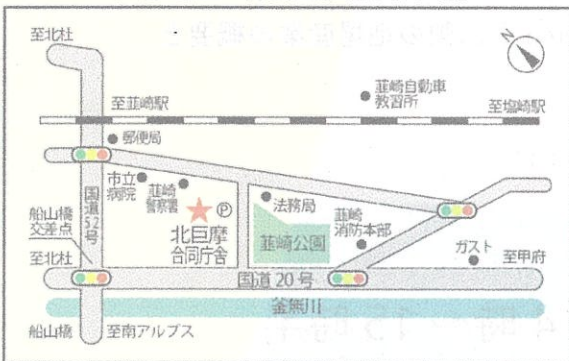 至北杜
N
至韮崎駅
韮崎自動車
教習所
至塩崎駅
郵便局
市立
病院
韮崎
警察署
P
法務局
北巨摩
合同庁舎
韮崎公園
韮崎
消防本部
ガスト
国道52号
船山橋
交差点
至北杜
至甲府
国道20号
釜無川
船山橋
至南アルプス